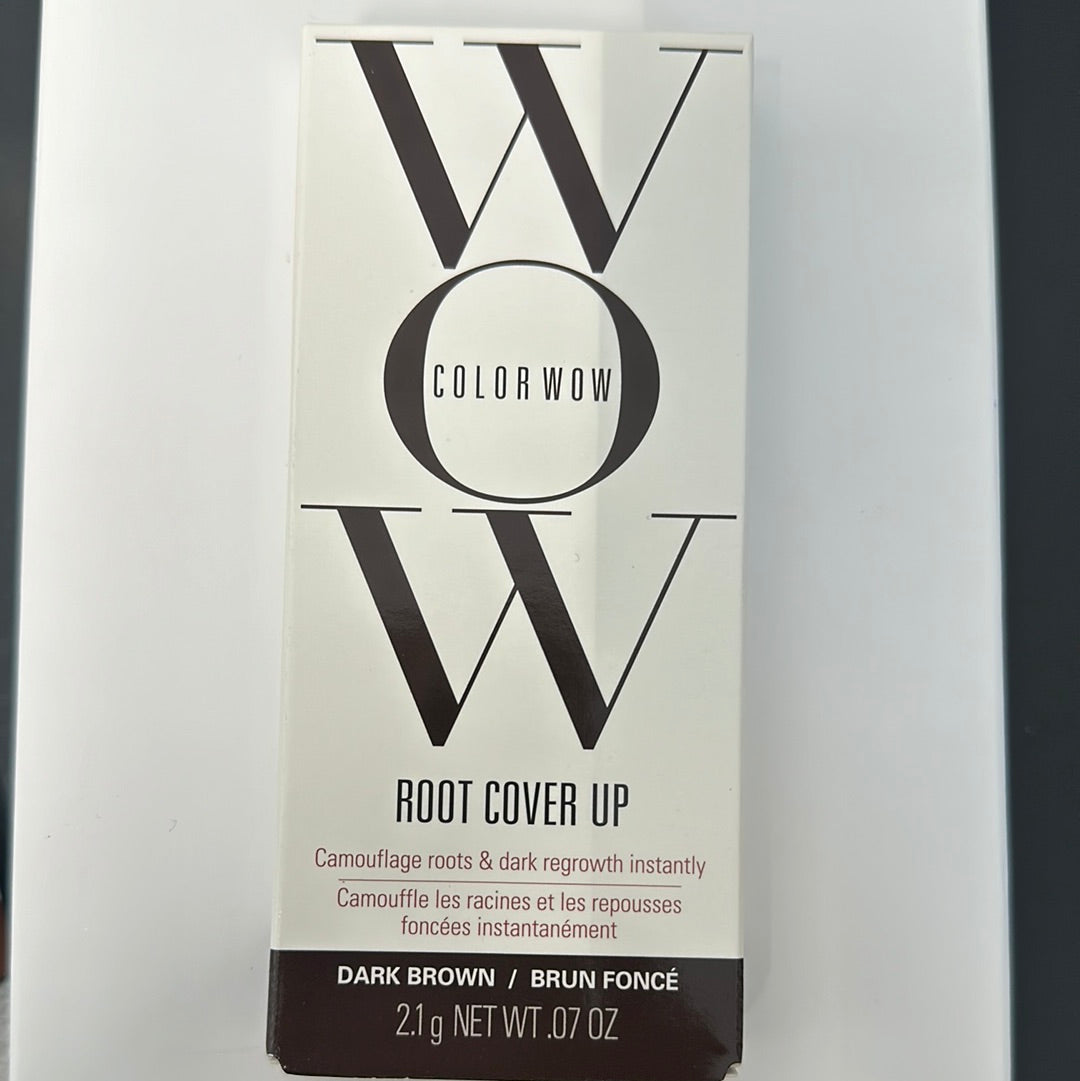 W
COLOR WOW
O
W
ROOT COVER UP
Camouflage roots & dark regrowth instantly
Camouffle les racines et les repousses
foncées instantanément
DARK BROWN / BRUN FONCÉ
2.1 g NET WT .07 OZ